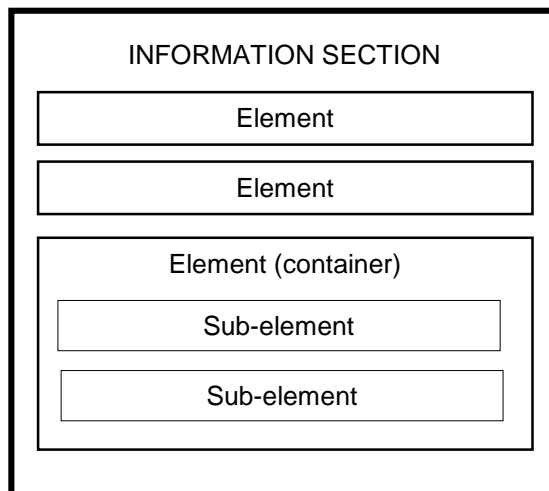 INFORMATION SECTION
Element
Element
Element (container)
Sub-element
Sub-element